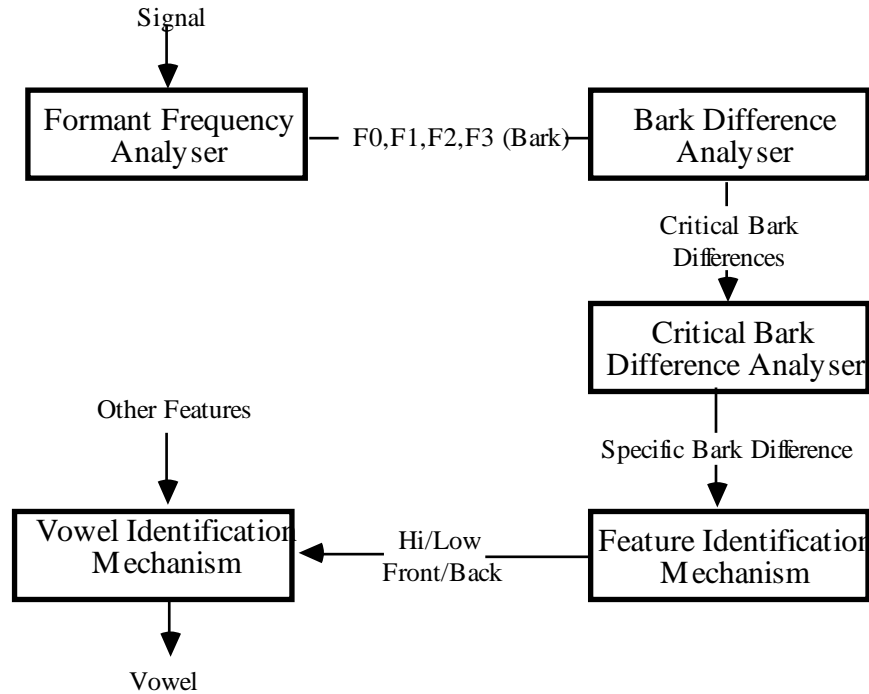 Signal
Formant Frequency
Analyser
F0,F1,F2,F3 (Bark)
Bark Difference
Analyser
Critical Bark
Differences
Critical Bark
Difference Analyser
Specific Bark Difference
Feature Identification
Mechanism
Hi/Low
Front/Back
Other Features
Vowel Identification
Mechanism
Vowel